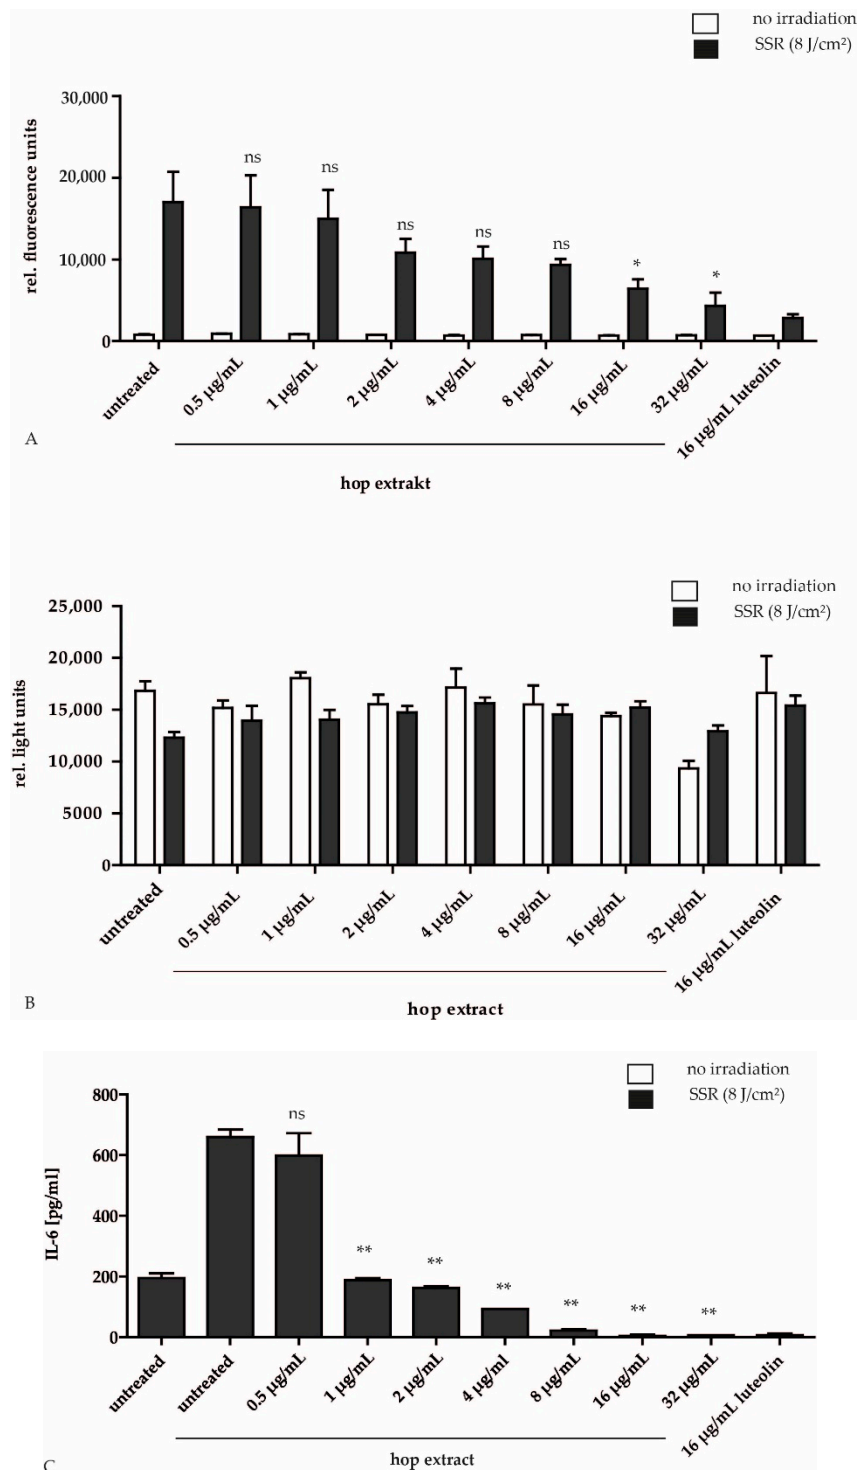 no irradiation
SSR (8 J/cm²)
30,000
20,000
10,000
0
rel. fluorescence units
ns
ns
ns
ns
ns
*
*
untreated
0.5 µg/mL
1 µg/mL
2 µg/mL
4 µg/mL
8 µg/mL
16 µg/mL
32 µg/mL
16 µg/mL luteolin
A
hop extrakt
no irradiation
SSR (8 J/cm²)
25,000
20,000
15,000
10,000
5000
0
rel. light units
untreated
0.5 µg/mL
1 µg/mL
2 µg/mL
4 µg/mL
8 µg/mL
16 µg/mL
32 µg/mL
16 µg/mL luteolin
B
hop extract
no irradiation
SSR (8 J/cm²)
800
600
400
200
0
IL-6 [pg/ml]
ns
**
**
**
**
**
**
untreated
untreated
0.5 µg/mL
1 µg/mL
2 µg/mL
4 µg/ml
8 µg/mL
16 µg/mL
32 µg/mL
16 µg/mL luteolin
hop extract
C